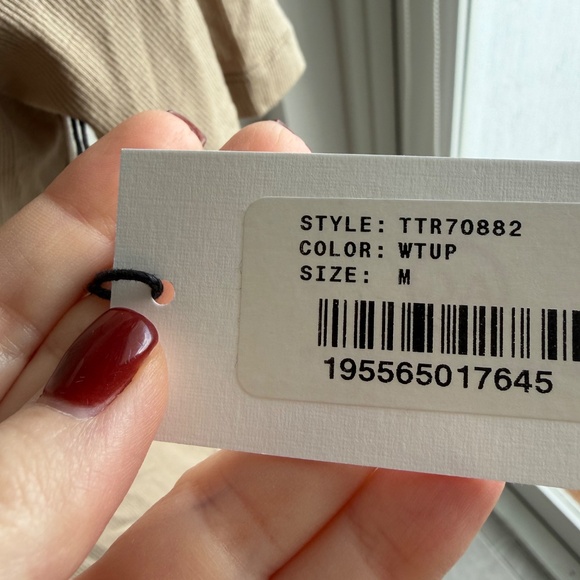 STYLE: TTR70882
COLOR: WTUP
SIZE: M
195565017645